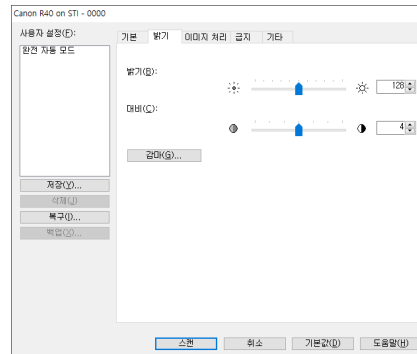 Canon R40 on STI - 0000
사용자 설정(F):
완전 자동 모드
저장(Y)...
삭제(J)
복구(I)...
백업(X)...
기본 밝기 이미지 처리 급지 기타
밝기(B):
128
대비(C):
4
감마(G)...
스캔 취소 기본값(D) 도움말(H)